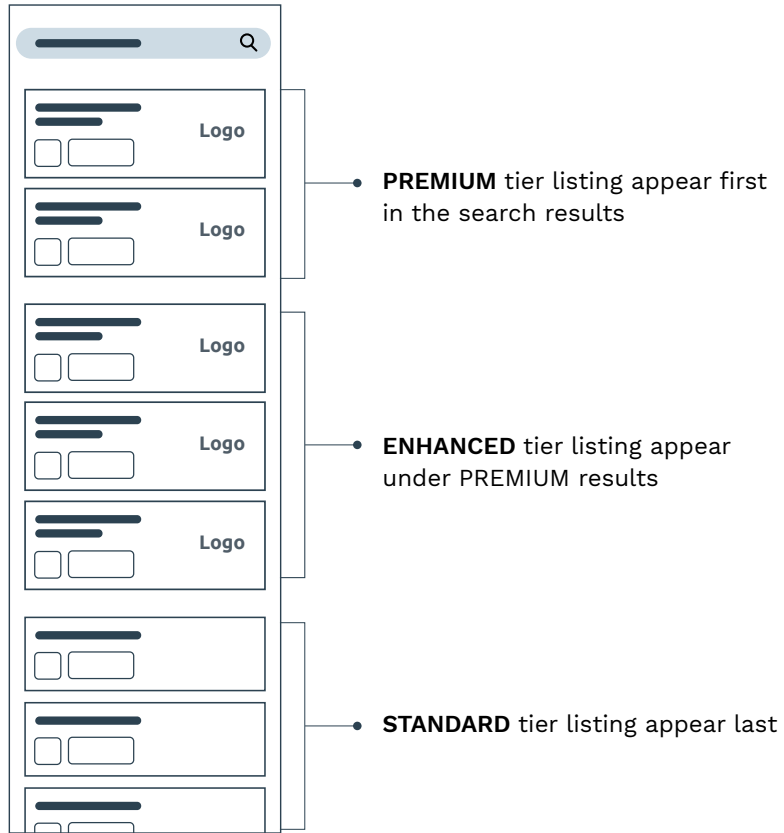 Logo
Logo
PREMIUM tier listing appear first
in the search results
Logo
Logo
Logo
ENHANCED tier listing appear
under PREMIUM results
STANDARD tier listing appear last